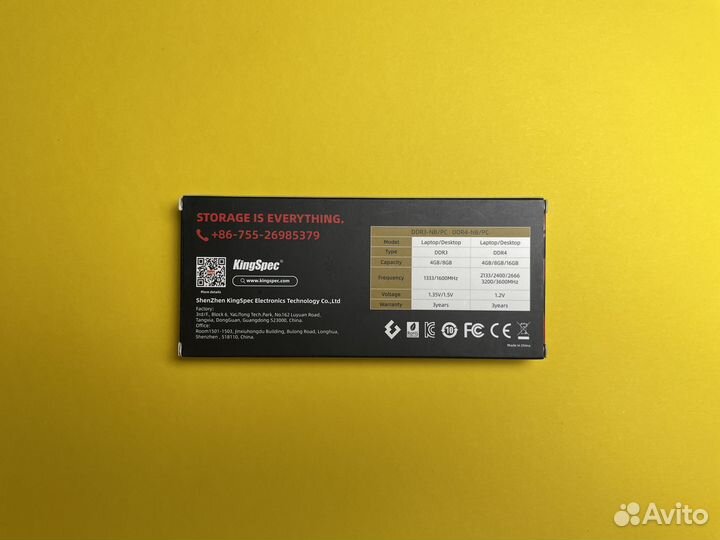 STORAGE IS EVERYTHING.
+86-755-26985379
KingSpec®
www.kingspec.com
More details
ShenZhen KingSpec Electronics Technology Co.,Ltd
Factory:
3rd/F., Block 6, YaLiTong Tech.Park, No.162 Luyuan Road,
Tangxia, DongGuan, Guangdong 523000, China.
Office:
Room1501-1503, Jinxiuhongdu Building, Bulong Road, Longhua,
Shenzhen , 518110, China.
DDR3-NB/PC DDR4-NB/PC
Model Laptop/Desktop Laptop/Desktop
Type DDR3 DDR4
Capacity 4GB/8GB 4GB/8GB/16GB
Frequency 1333/1600MHz 2133/2400/2666
3200/3600MHz
Voltage 1.35V/1.5V 1.2V
Warranty 3years 3years
RoHS 10 FC CE
Made in China
Avito